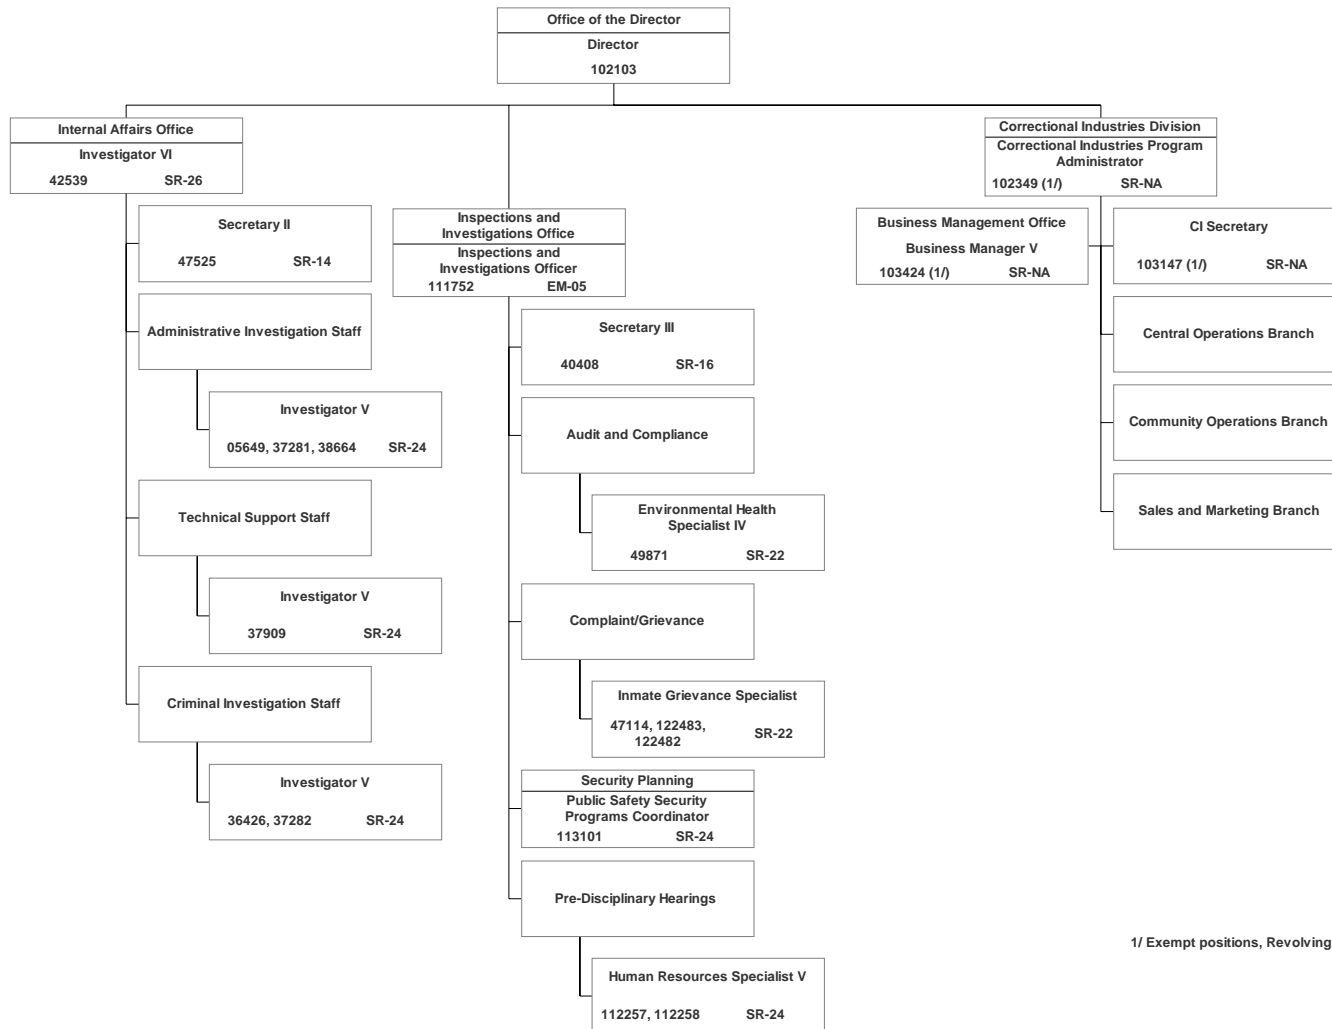 Office of the Director
Director
102103
Internal Affairs Office
Investigator VI
42539 SR-26
Secretary II
47525 SR-14
Administrative Investigation Staff
Investigator V
05649, 37281, 38664 SR-24
Technical Support Staff
Investigator V
37909 SR-24
Criminal Investigation Staff
Investigator V
36426, 37282 SR-24
Inspections and
Investigations Office
Inspections and
Investigations Officer
111752 EM-05
Secretary III
40408 SR-16
Audit and Compliance
Environmental Health
Specialist IV
49871 SR-22
Complaint/Grievance
Inmate Grievance Specialist
47114, 122483,
122482 SR-22
Security Planning
Public Safety Security
Programs Coordinator
113101 SR-24
Pre-Disciplinary Hearings
Human Resources Specialist V
112257, 112258 SR-24
Correctional Industries Division
Correctional Industries Program
Administrator
102349 (1/) SR-NA
Business Management Office
Business Manager V
103424 (1/) SR-NA
CI Secretary
103147 (1/) SR-NA
Central Operations Branch
Community Operations Branch
Sales and Marketing Branch
1/ Exempt positions, Revolving